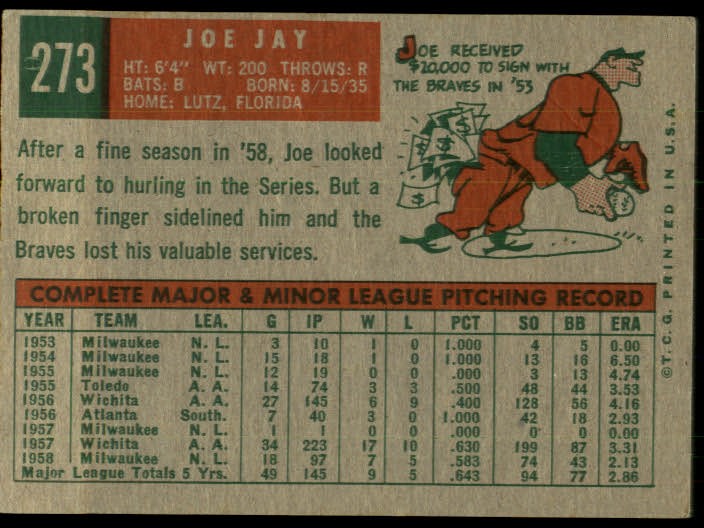 273
JOE JAY
HT: 6'4" WT: 200 THROWS: R
BATS: B BORN: 8/15/35
HOME: LUTZ, FLORIDA
JOE RECEIVED
$20,000 TO SIGN WITH
THE BRAVES IN '53
After a fine season in '58, Joe looked
forward to hurling in the Series. But a
broken finger sidelined him and the
Braves lost his valuable services.
©T.C.G. PRINTED IN U.S.A.
COMPLETE MAJOR & MINOR LEAGUE PITCHING RECORD
YEAR TEAM LEA. G IP W L PCT SO BB ERA
1953 Milwaukee N. L. 3 10 1 0 1.000 4 5 0.00
1954 Milwaukee N. L. 15 18 1 0 1.000 13 16 6.50
1955 Milwaukee N. L. 12 19 0 0 .000 3 13 4.74
1955 Toledo A. A. 14 74 3 3 .500 48 44 3.53
1956 Wichita A. A. 27 145 6 9 .400 128 56 4.16
1956 Atlanta South. 7 40 3 0 1.000 42 18 2.93
1957 Milwaukee N. L. 1 1 0 0 .000 0 0 0.00
1957 Wichita A. A. 34 223 17 10 .630 199 87 3.31
1958 Milwaukee N. L. 18 97 7 5 .583 74 43 2.13
Major League Totals 5 Yrs. 49 145 9 5 .643 94 77 2.86